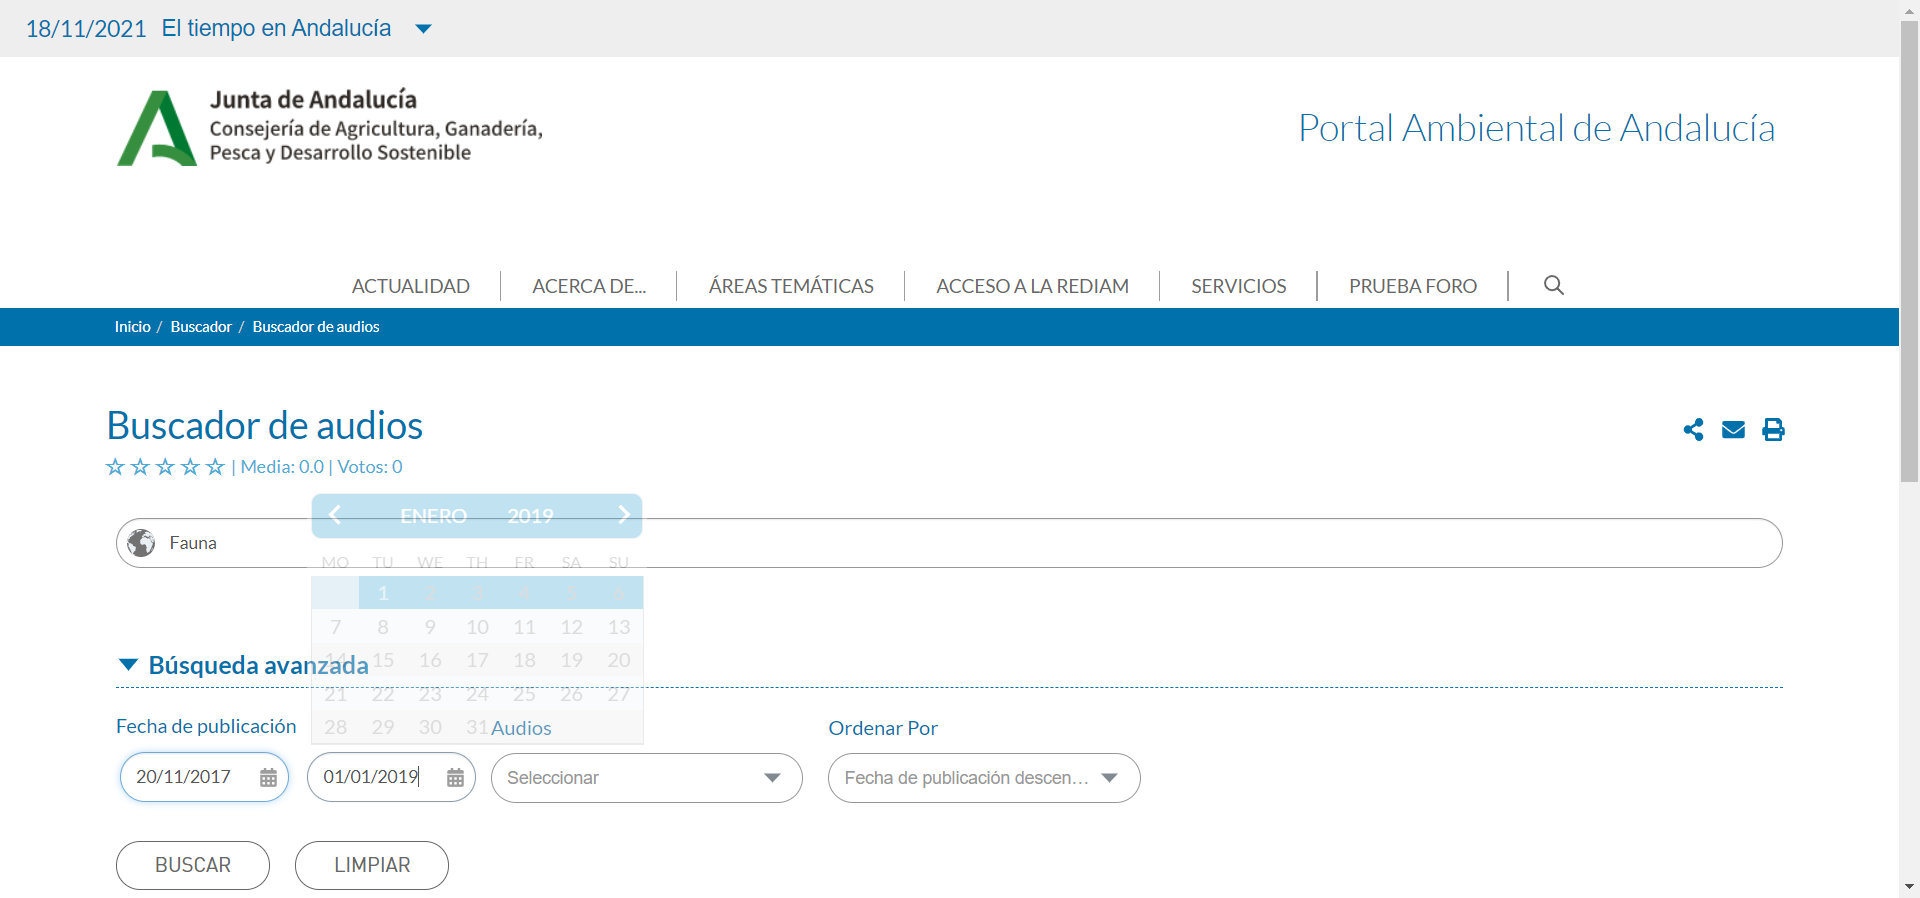 18/11/2021 El tiempo en Andalucía
Junta de Andalucía
Consejería de Agricultura, Ganadería,
Pesca y Desarrollo Sostenible
Portal Ambiental de Andalucía
ACTUALIDAD ACERCA DE... ÁREAS TEMÁTICAS ACCESO A LA REDIAM SERVICIOS PRUEBA FORO
Inicio / Buscador / Buscador de audios
Buscador de audios
| Media: 0.0 | Votos: 0
ENERO 2019
Fauna
MO TU WE TH FR SA SU
1 2 3 4 5 6
7 8 9 10 11 12 13
14 15 16 17 18 19 20
Búsqueda avanzada
21 22 23 24 25 26 27
28 29 30 31
Fecha de publicación Audios Ordenar Por
20/11/2017 01/01/2019 Seleccionar Fecha de publicación descen...
BUSCAR LIMPIAR